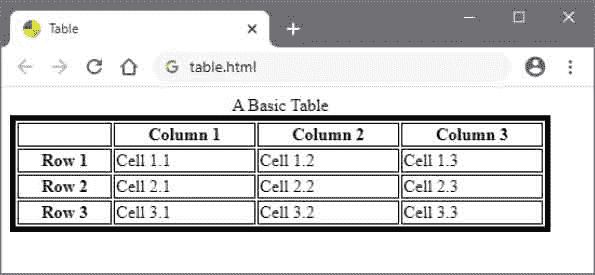 Table
table.html
A Basic Table
Column 1 Column 2 Column 3
Row 1 Cell 1.1 Cell 1.2 Cell 1.3
Row 2 Cell 2.1 Cell 2.2 Cell 2.3
Row 3 Cell 3.1 Cell 3.2 Cell 3.3